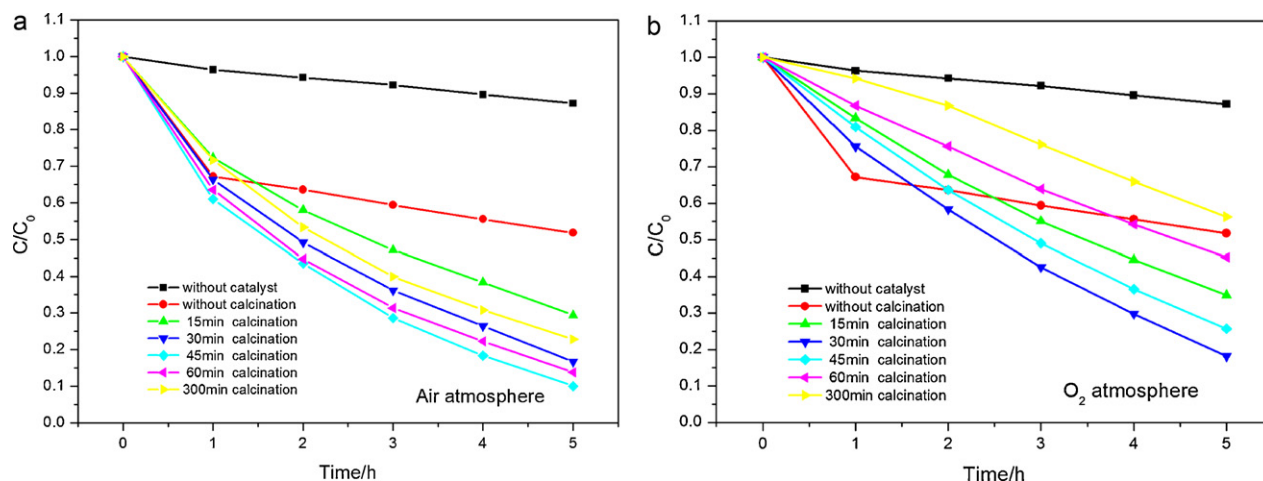 a
1.1
1.0
0.9
0.8
0.7
0.6
0.5
0.4
0.3
0.2
0.1
0.0
C/C0
without catalyst
without calcination
15min calcination
30min calcination
45min calcination
60min calcination
300min calcination
Air atmosphere
0 1 2 3 4 5
Time/h
b
1.1
1.0
0.9
0.8
0.7
0.6
0.5
0.4
0.3
0.2
0.1
0.0
C/C0
without catalyst
without calcination
15min calcination
30min calcination
45min calcination
60min calcination
300min calcination
O2 atmosphere
0 1 2 3 4 5
Time/h